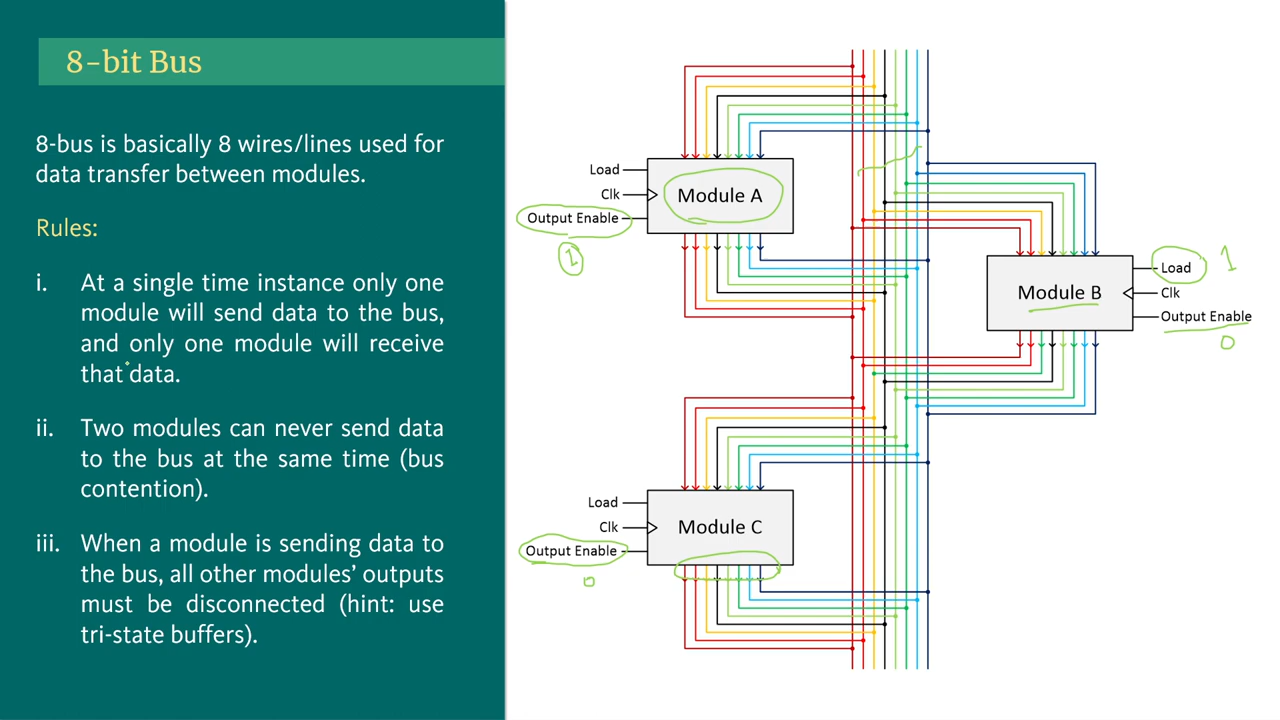 8-bit Bus
8-bus is basically 8 wires/lines used for
data transfer between modules.
Rules:
i. At a single time instance only one
module will send data to the bus,
and only one module will receive
that data.
ii. Two modules can never send data
to the bus at the same time (bus
contention).
iii. When a module is sending data to
the bus, all other modules' outputs
must be disconnected (hint: use
tri-state buffers).
Load
Clk
Output Enable
1
Module A
Load
1
Clk
Output Enable
0
Module B
Load
Clk
Output Enable
0
Module C